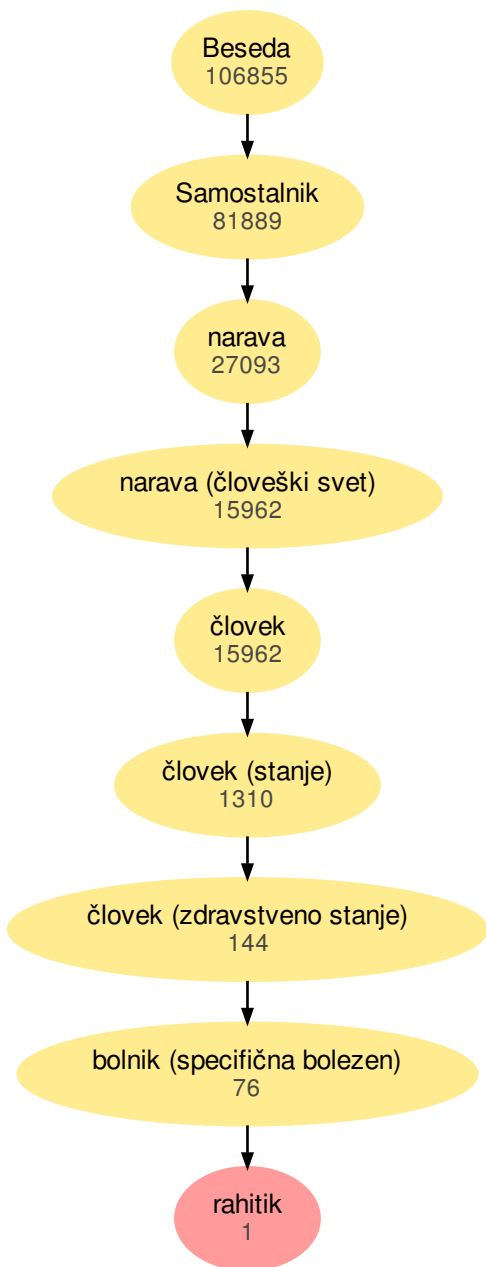 Beseda
106855
Samostalnik
81889
narava
27093
narava (človeški svet)
15962
človek
15962
človek (stanje)
1310
človek (zdravstveno stanje)
144
bolnik (specifična bolezen)
76
rahitik
1